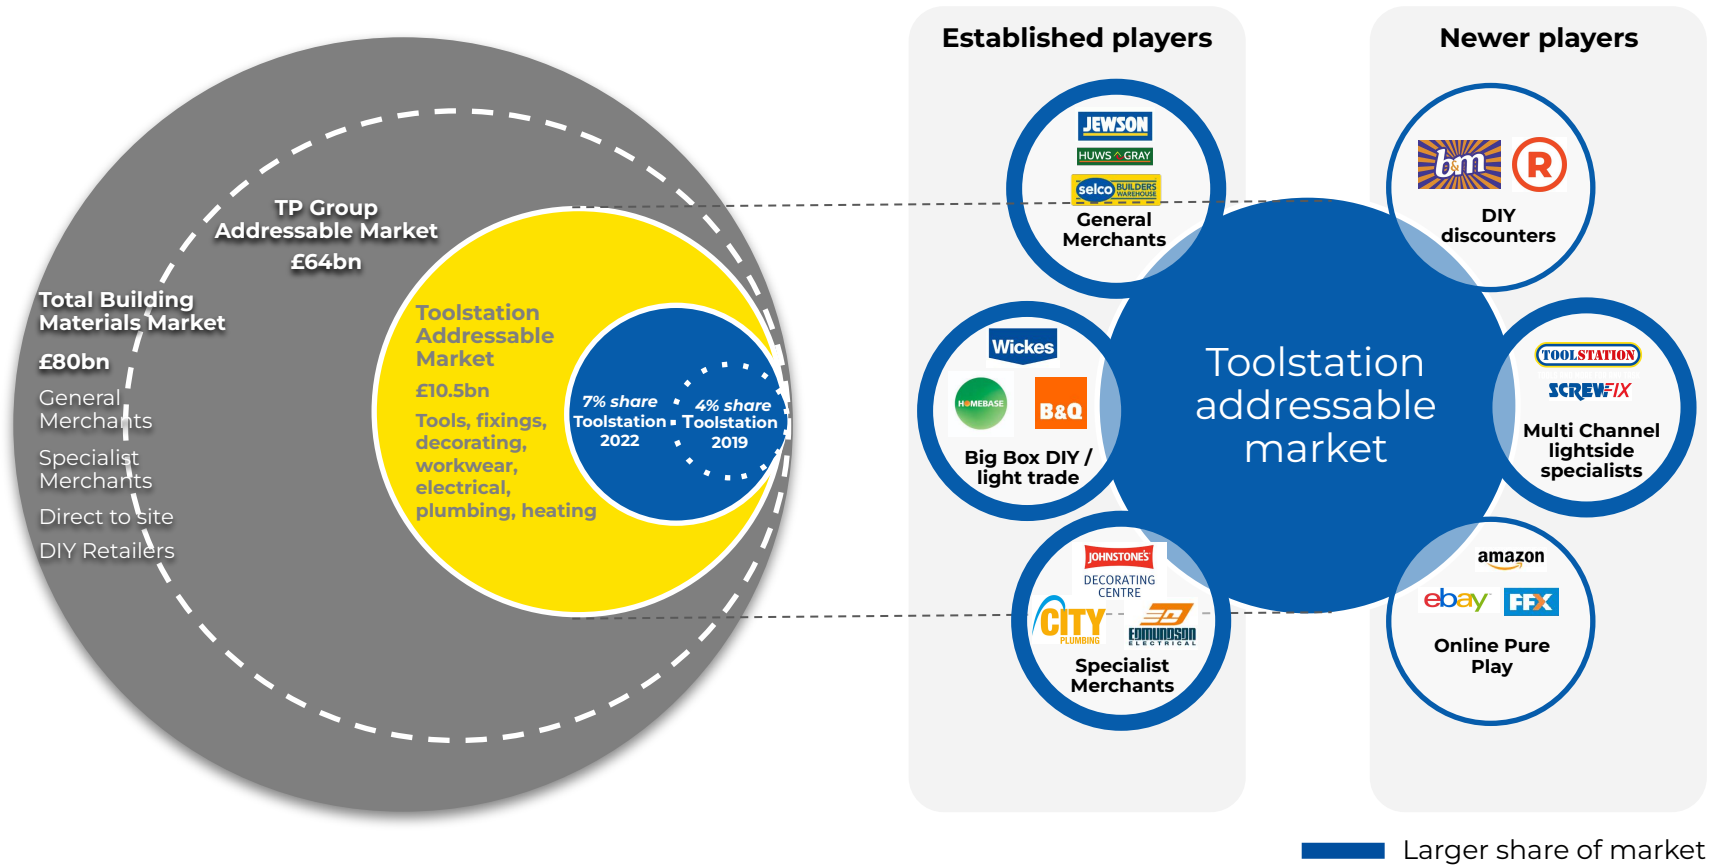 TP Group
Addressable Market
£64bn
Total Building
Materials Market
£80bn
General
Merchants
Specialist
Merchants
Direct to site
DIY Retailers
Toolstation
Addressable
Market
£10.5bn
Tools, fixings,
decorating,
workwear,
electrical,
plumbing, heating
7% share
Toolstation
2022
4% share
Toolstation
2019
Established players
JEWSON
HUWS GRAY
selco BUILDERS
WAREHOUSE
General
Merchants
Wickes
HOMEBASE
B&Q
Big Box DIY /
light trade
JOHNSTONE'S
DECORATING
CENTRE
CITY
PLUMBING
EDMUNDSON
ELECTRICAL
Specialist
Merchants
Toolstation
addressable
market
Newer players
b&m
R
DIY
discounters
TOOLSTATION
SCREWFIX
Multi Channel
lightside
specialists
amazon
ebay
FFX
Online Pure
Play
Larger share of market